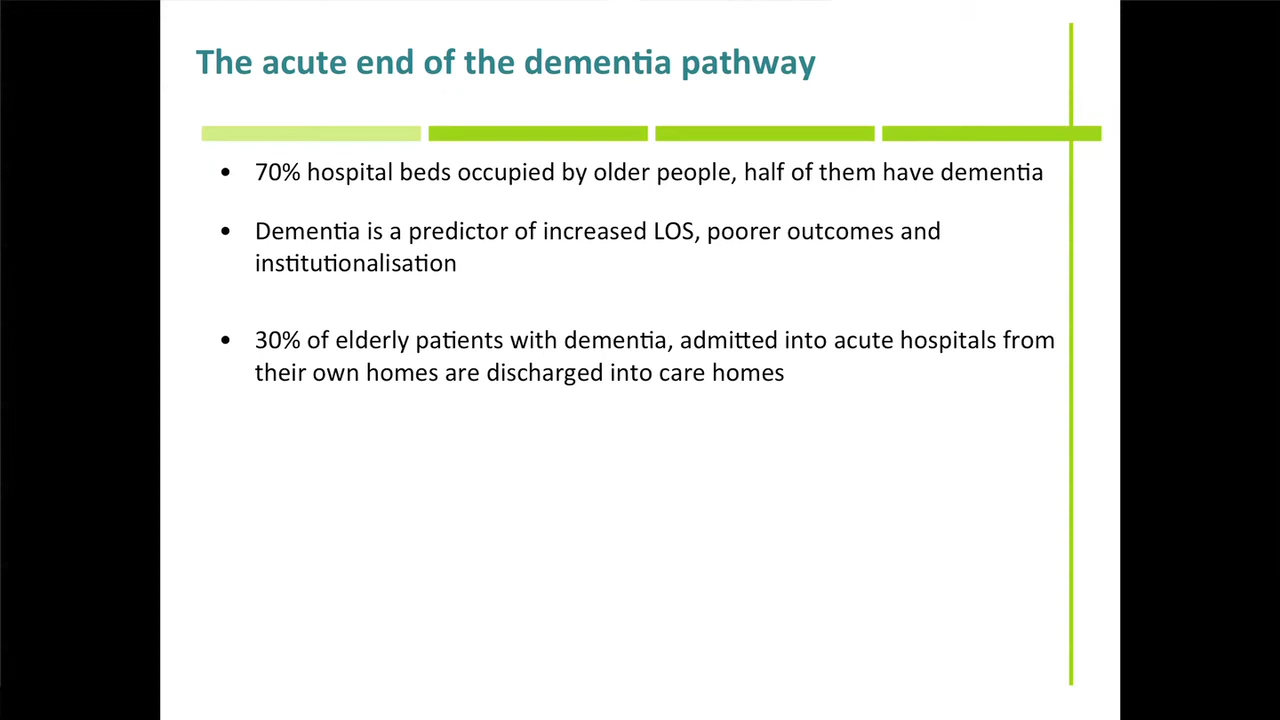 The acute end of the dementia pathway
• 70% hospital beds occupied by older people, half of them have dementia
• Dementia is a predictor of increased LOS, poorer outcomes and
institutionalisation
• 30% of elderly patients with dementia, admitted into acute hospitals from
their own homes are discharged into care homes